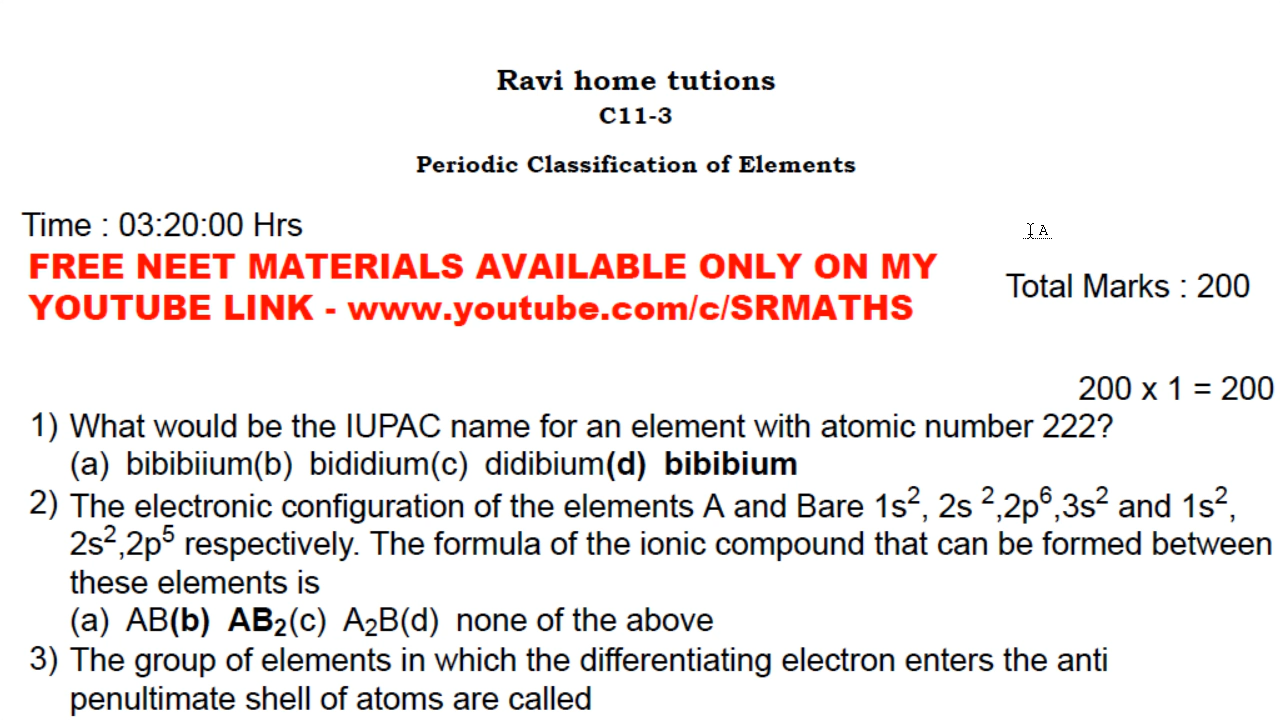 Ravi home tutions
C11-3
Periodic Classification of Elements
Time : 03:20:00 Hrs
A
FREE NEET MATERIALS AVAILABLE ONLY ON MY
YOUTUBE LINK - www.youtube.com/c/SRMATHS
Total Marks : 200
200 x 1 = 200
1) What would be the IUPAC name for an element with atomic number 222?
(a) bibibiium(b) bididium(c) didibium(d) bibibium
2) The electronic configuration of the elements A and Bare 1s², 2s ²,2p⁶,3s² and 1s²,
2s²,2p⁵ respectively. The formula of the ionic compound that can be formed between
these elements is
(a) AB(b) AB₂(c) A₂B(d) none of the above
3) The group of elements in which the differentiating electron enters the anti
penultimate shell of atoms are called